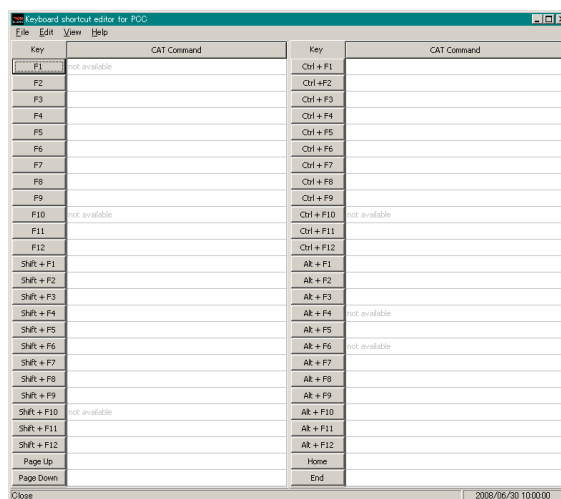 Keyboard shortcut editor for PCC
File Edit View Help
Key CAT Command Key CAT Command
F1 not available Ctrl + F1
F2 Ctrl +F2
F3 Ctrl + F3
F4 Ctrl + F4
F5 Ctrl + F5
F6 Ctrl + F6
F7 Ctrl + F7
F8 Ctrl + F8
F9 Ctrl + F9
F10 not available Ctrl + F10 not available
F11 Ctrl + F11
F12 Ctrl + F12
Shift + F1 Alt + F1
Shift + F2 Alt + F2
Shift + F3 Alt + F3
Shift + F4 Alt + F4 not available
Shift + F5 Alt + F5
Shift + F6 Alt + F6 not available
Shift + F7 Alt + F7
Shift + F8 Alt + F8
Shift + F9 Alt + F9
Shift + F10 not available Alt + F10
Shift + F11 Alt + F11
Shift + F12 Alt + F12
Page Up Home
Page Down End
Close 2008/06/30 10:00:00